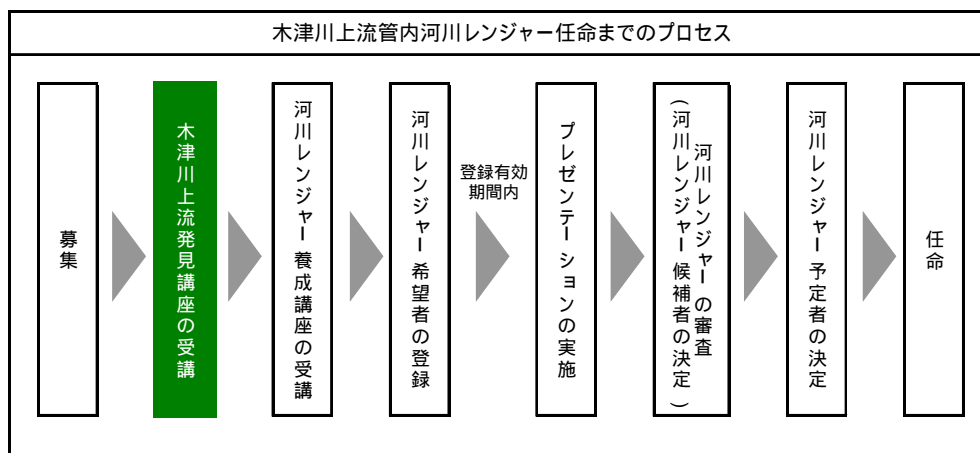 木津川上流管内河川レンジャー任命までのプロセス
募集
木津川上流発見講座の受講
河川レンジャー養成講座の受講
河川レンジャー希望者の登録
登録有効
期間内
プレゼンテーションの実施
河川レンジャーの審査
(河川レンジャー候補者の決定)
河川レンジャー予定者の決定
任命